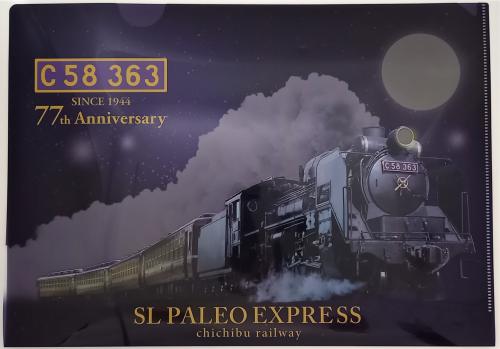 C58 363
SINCE 1944
77th Anniversary
C58 363
SL PALEO EXPRESS
chichibu railway